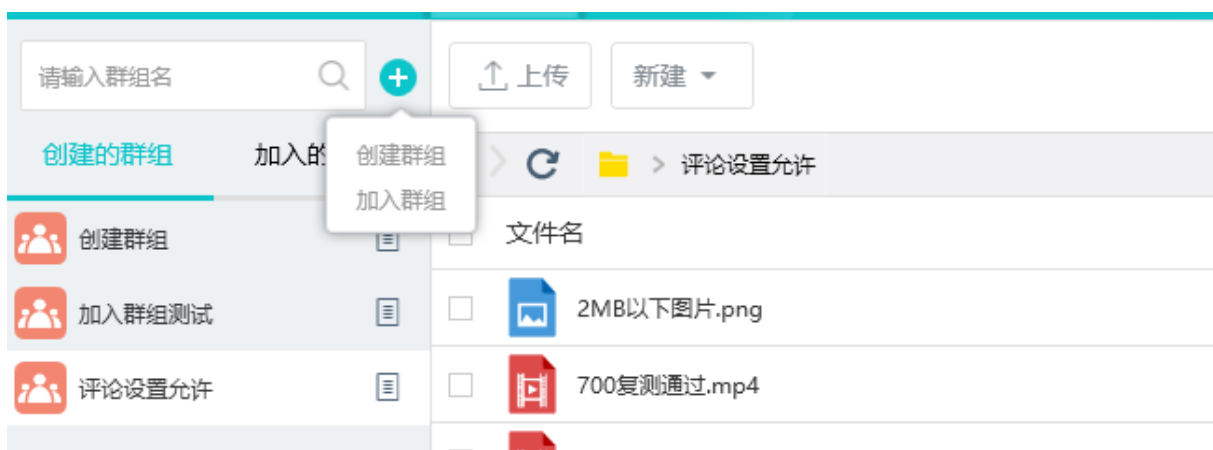 请输入群组名
上传
新建
创建的群组
加入的
创建群组
加入群组
> 评论设置允许
创建群组
文件名
加入群组测试
2MB以下图片.png
评论设置允许
700复测通过.mp4